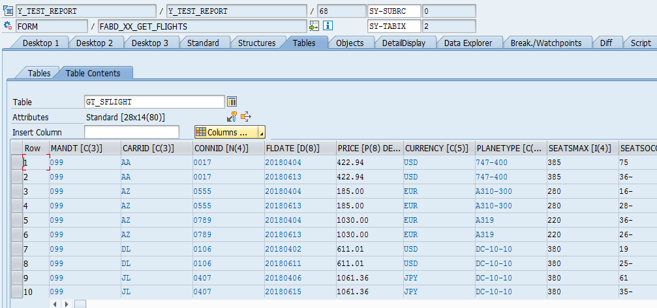 Y_TEST_REPORT / Y_TEST_REPORT / 68 SY-SUBRC 0
FORM / FABD_XX_GET_FLIGHTS SY-TABIX 2
Desktop 1 Desktop 2 Desktop 3 Standard Structures Tables Objects DetailDisplay Data Explorer Break./Watchpoints Diff Script
Tables Table Contents
Table GT_SFLIGHT
Attributes Standard [28x14(80)]
Insert Column Columns ...
Row MANDT [C(3)] CARRID [C(3)] CONNID [N(4)] FLDATE [D(8)] PRICE [P(8) DE... CURRENCY [C(5)] PLANETYPE [C(... SEATSMAX [I(4)] SEATSOC
1 099 AA 0017 20180404 422.94 USD 747-400 385 75
2 099 AA 0017 20180613 422.94 USD 747-400 385 36-
3 099 AZ 0555 20180404 185.00 EUR A310-300 280 16-
4 099 AZ 0555 20180613 185.00 EUR A310-300 280 28-
5 099 AZ 0789 20180404 1030.00 EUR A319 220 36-
6 099 AZ 0789 20180613 1030.00 EUR A319 220 26-
7 099 DL 0106 20180402 611.01 USD DC-10-10 380 19
8 099 DL 0106 20180611 611.01 USD DC-10-10 380 25-
9 099 JL 0407 20180406 1061.36 JPY DC-10-10 380 61
10 099 JL 0407 20180615 1061.36 JPY DC-10-10 380 35-